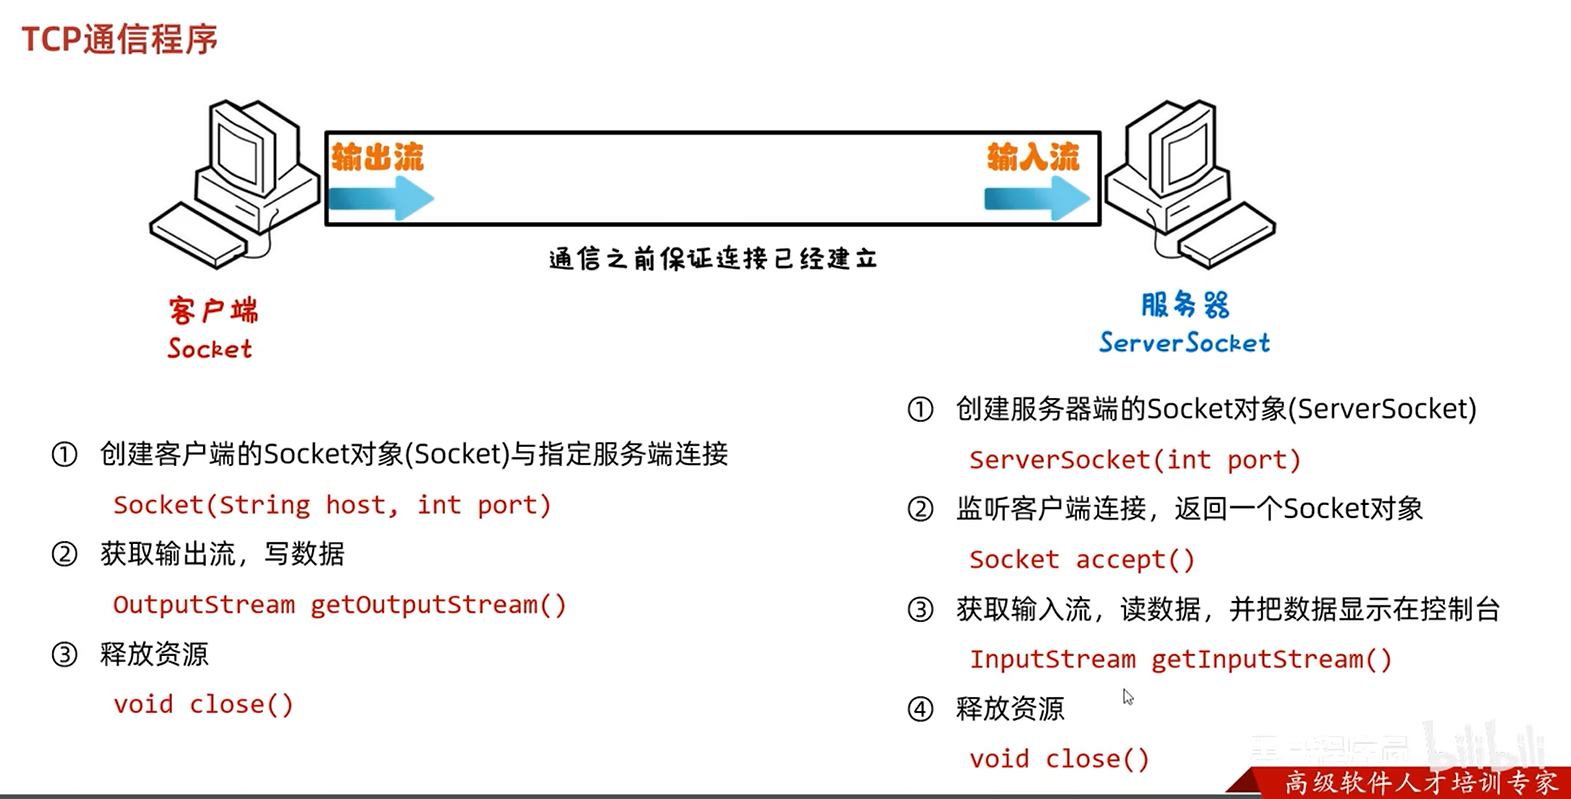 TCP通信程序
输出流
输入流
通信之前保证连接已经建立
客户端
Socket
服务器
ServerSocket
① 创建客户端的Socket对象(Socket)与指定服务端连接
Socket(String host, int port)
② 获取输出流，写数据
OutputStream getOutputStream()
③ 释放资源
void close()
① 创建服务器端的Socket对象(ServerSocket)
ServerSocket(int port)
② 监听客户端连接，返回一个Socket对象
Socket accept()
③ 获取输入流，读数据，并把数据显示在控制台
InputStream getInputStream()
④ 释放资源
void close()
bilibili
高级软件人才培训专家